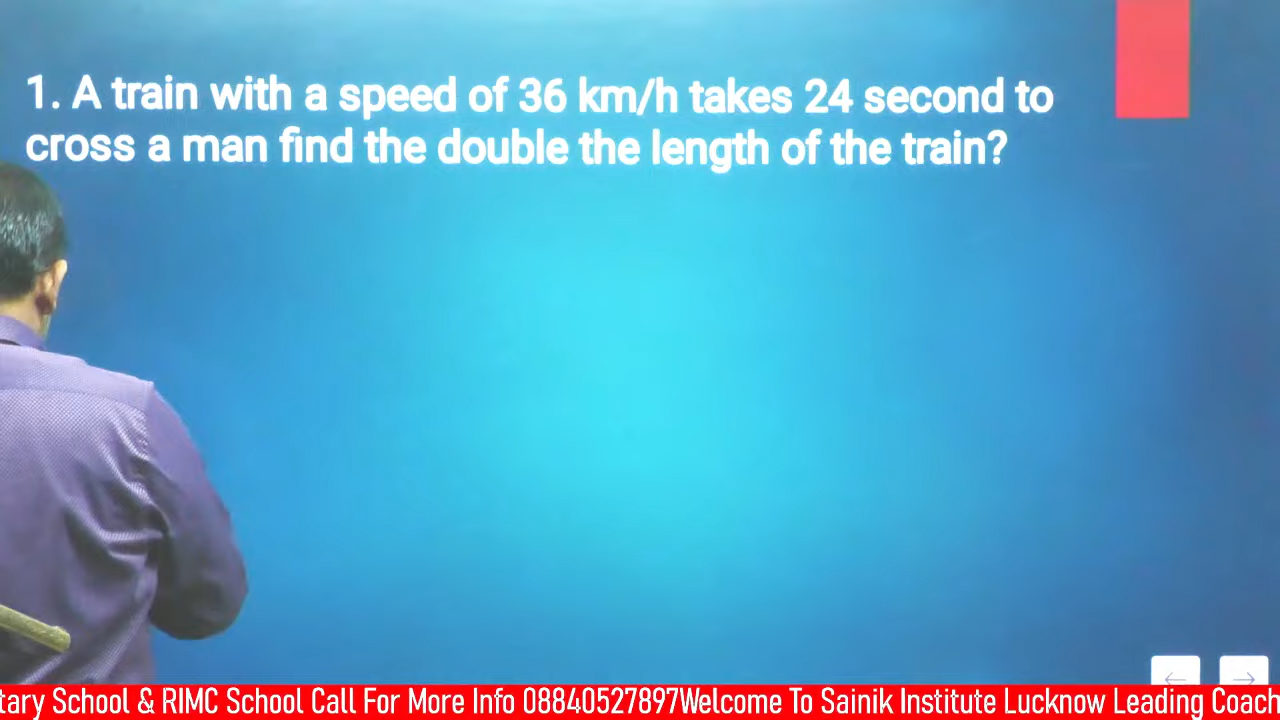 1. A train with a speed of 36 km/h takes 24 second to
cross a man find the double the length of the train?
tary School & RIMC School Call For More Info 08840527897Welcome To Sainik Institute Lucknow Leading Coach